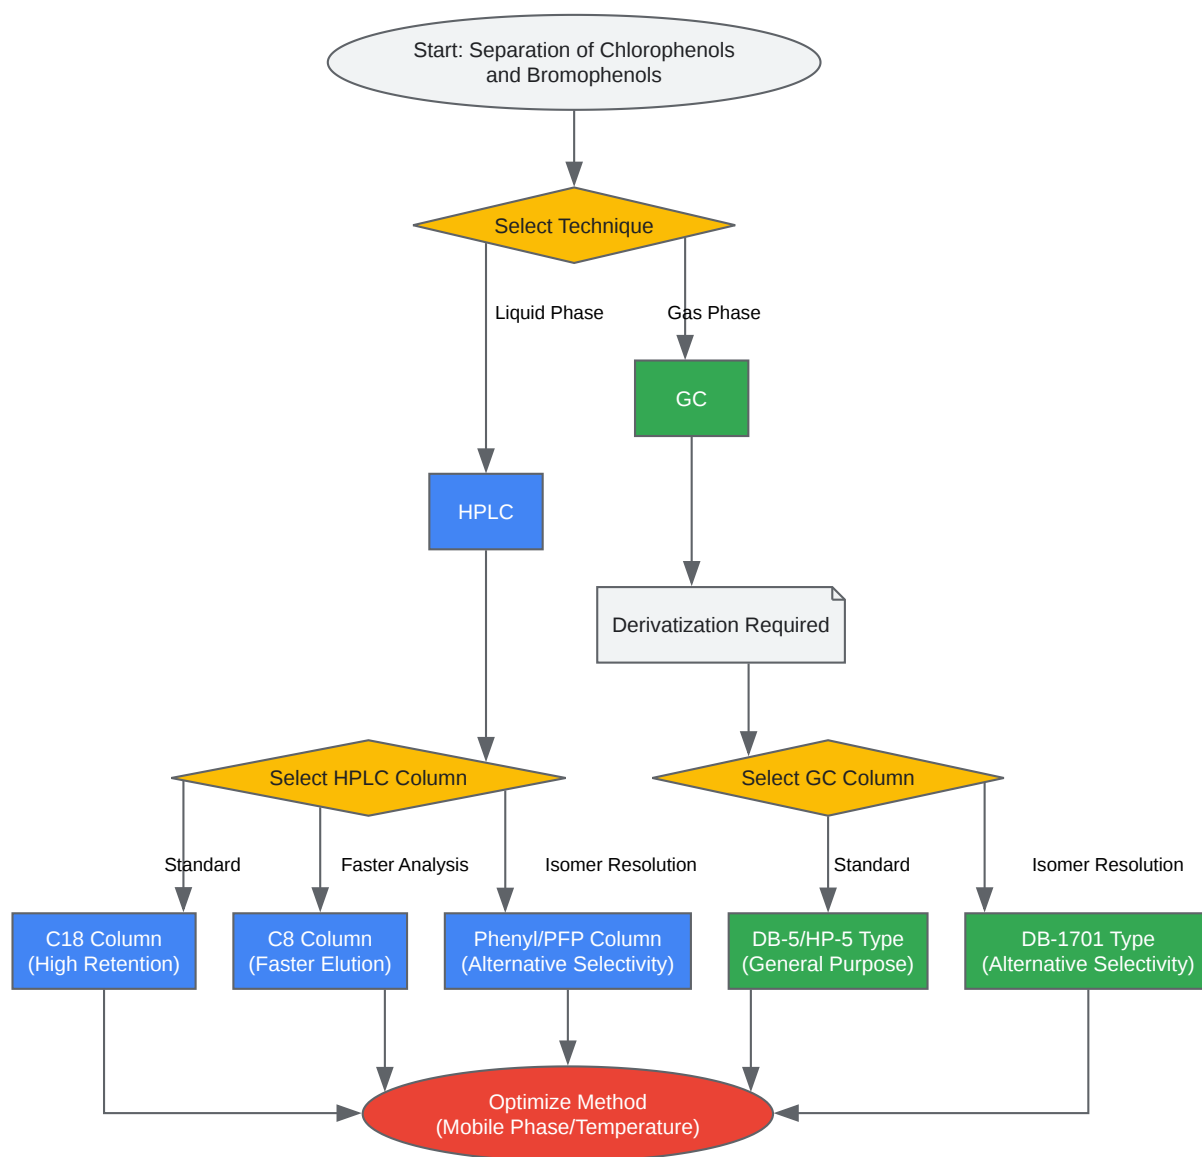 Start: Separation of Chlorophenols
and Bromophenols
Select Technique
Liquid Phase
Gas Phase
GC
HPLC
Derivatization Required
Select HPLC Column
Select GC Column
Standard
Faster Analysis
Isomer Resolution
Standard
Isomer Resolution
C18 Column
(High Retention)
C8 Column
(Faster Elution)
Phenyl/PFP Column
(Alternative Selectivity)
DB-5/HP-5 Type
(General Purpose)
DB-1701 Type
(Alternative Selectivity)
Optimize Method
(Mobile Phase/Temperature)